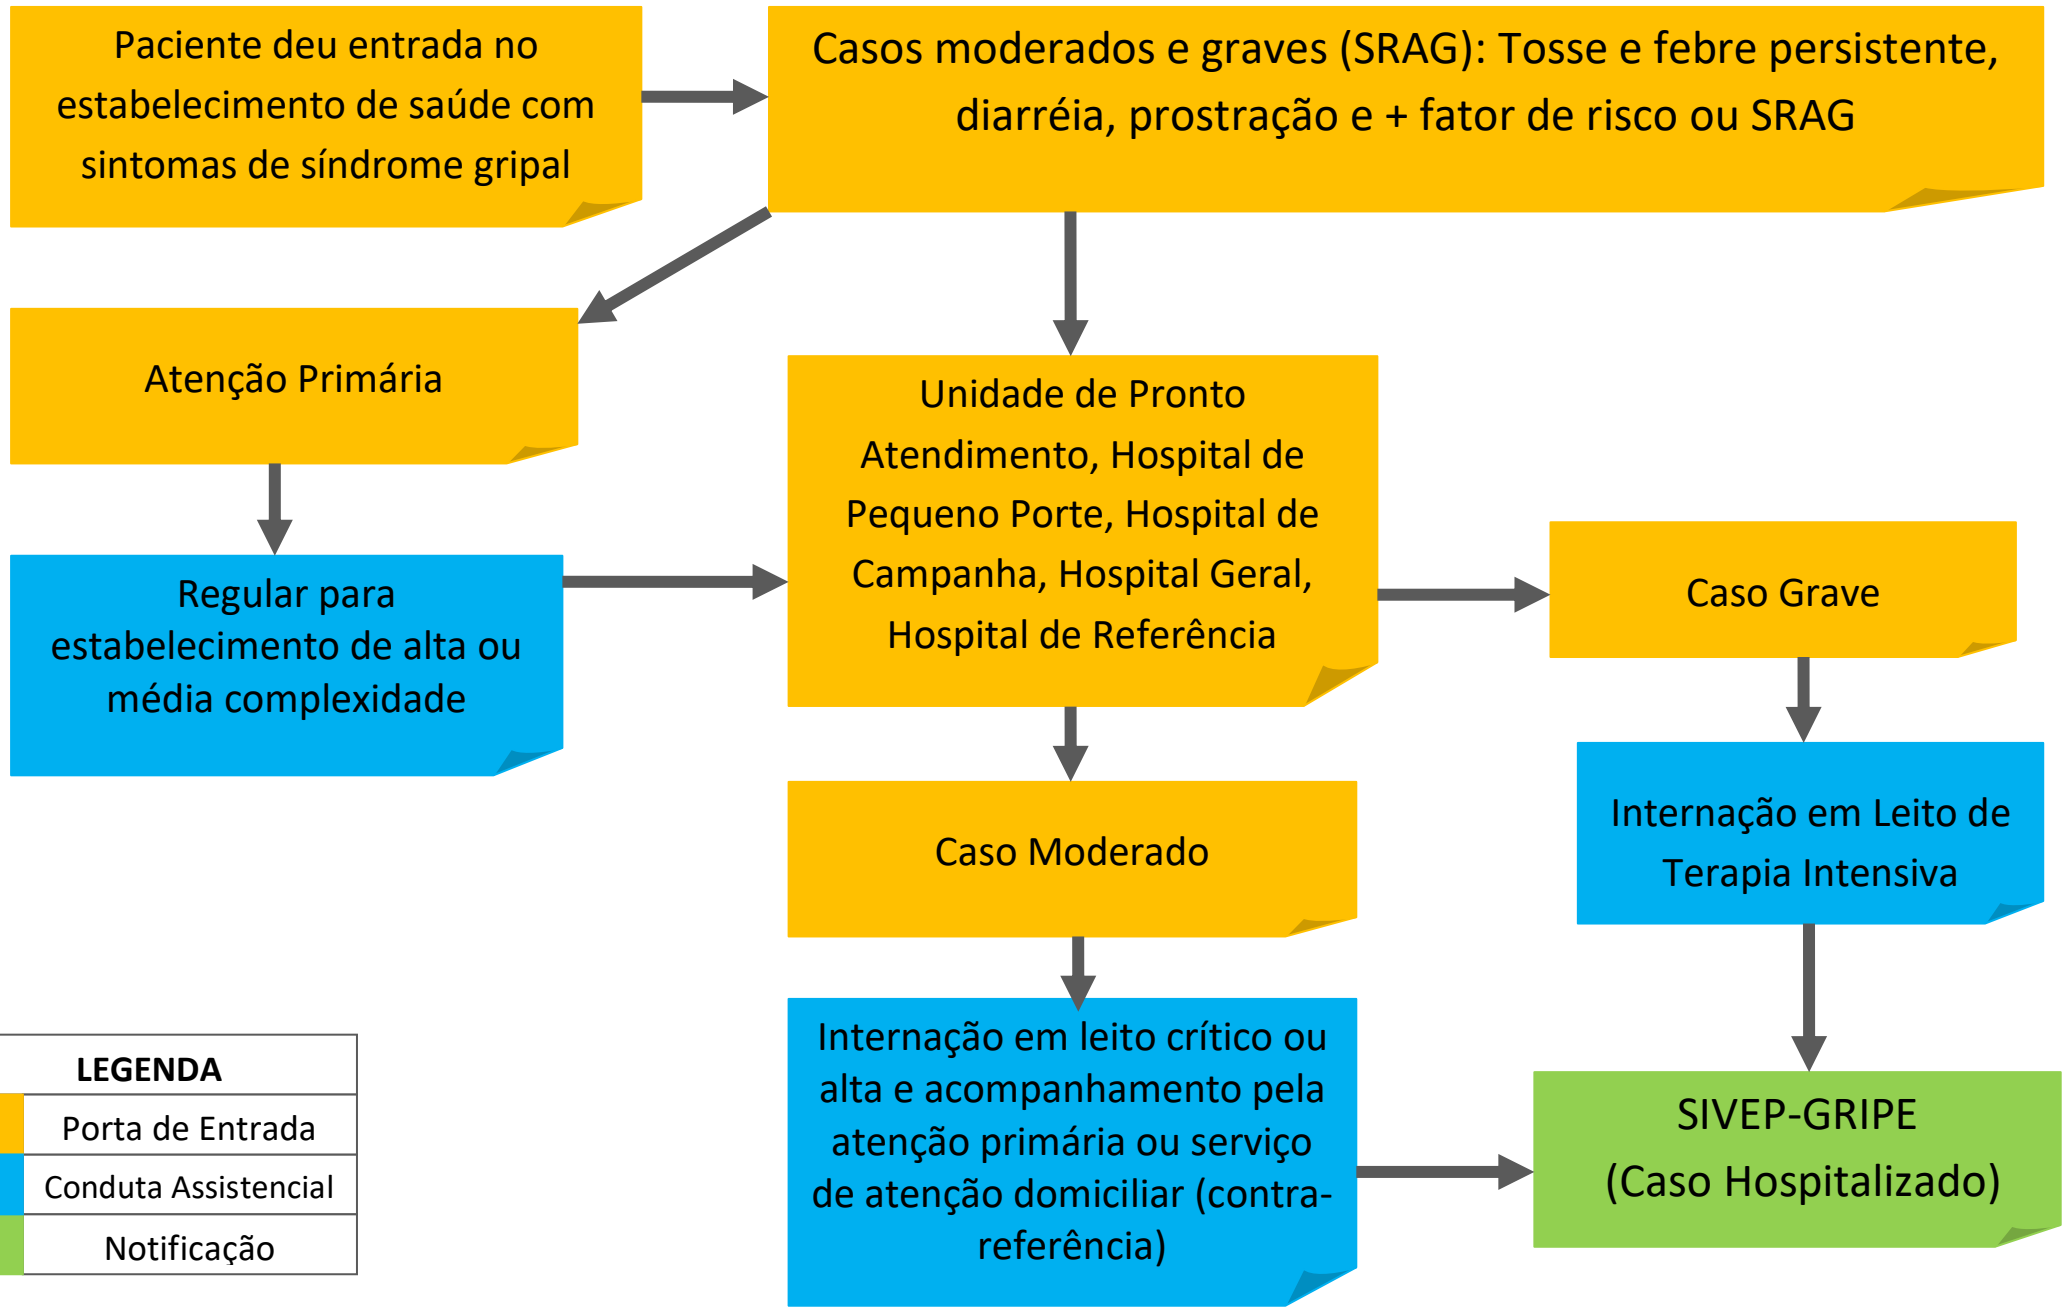 Paciente deu entrada no
estabelecimento de saúde com
sintomas de síndrome gripal
Casos moderados e graves (SRAG): Tosse e febre persistente,
diarréia, prostração e + fator de risco ou SRAG
Atenção Primária
Unidade de Pronto
Atendimento, Hospital de
Pequeno Porte, Hospital de
Campanha, Hospital Geral,
Hospital de Referência
Regular para
estabelecimento de alta ou
média complexidade
Caso Grave
Caso Moderado
Internação em Leito de
Terapia Intensiva
Internação em leito crítico ou
alta e acompanhamento pela
atenção primária ou serviço
de atenção domiciliar (contra-
referência)
SIVEP-GRIPE
(Caso Hospitalizado)
LEGENDA
Porta de Entrada
Conduta Assistencial
Notificação